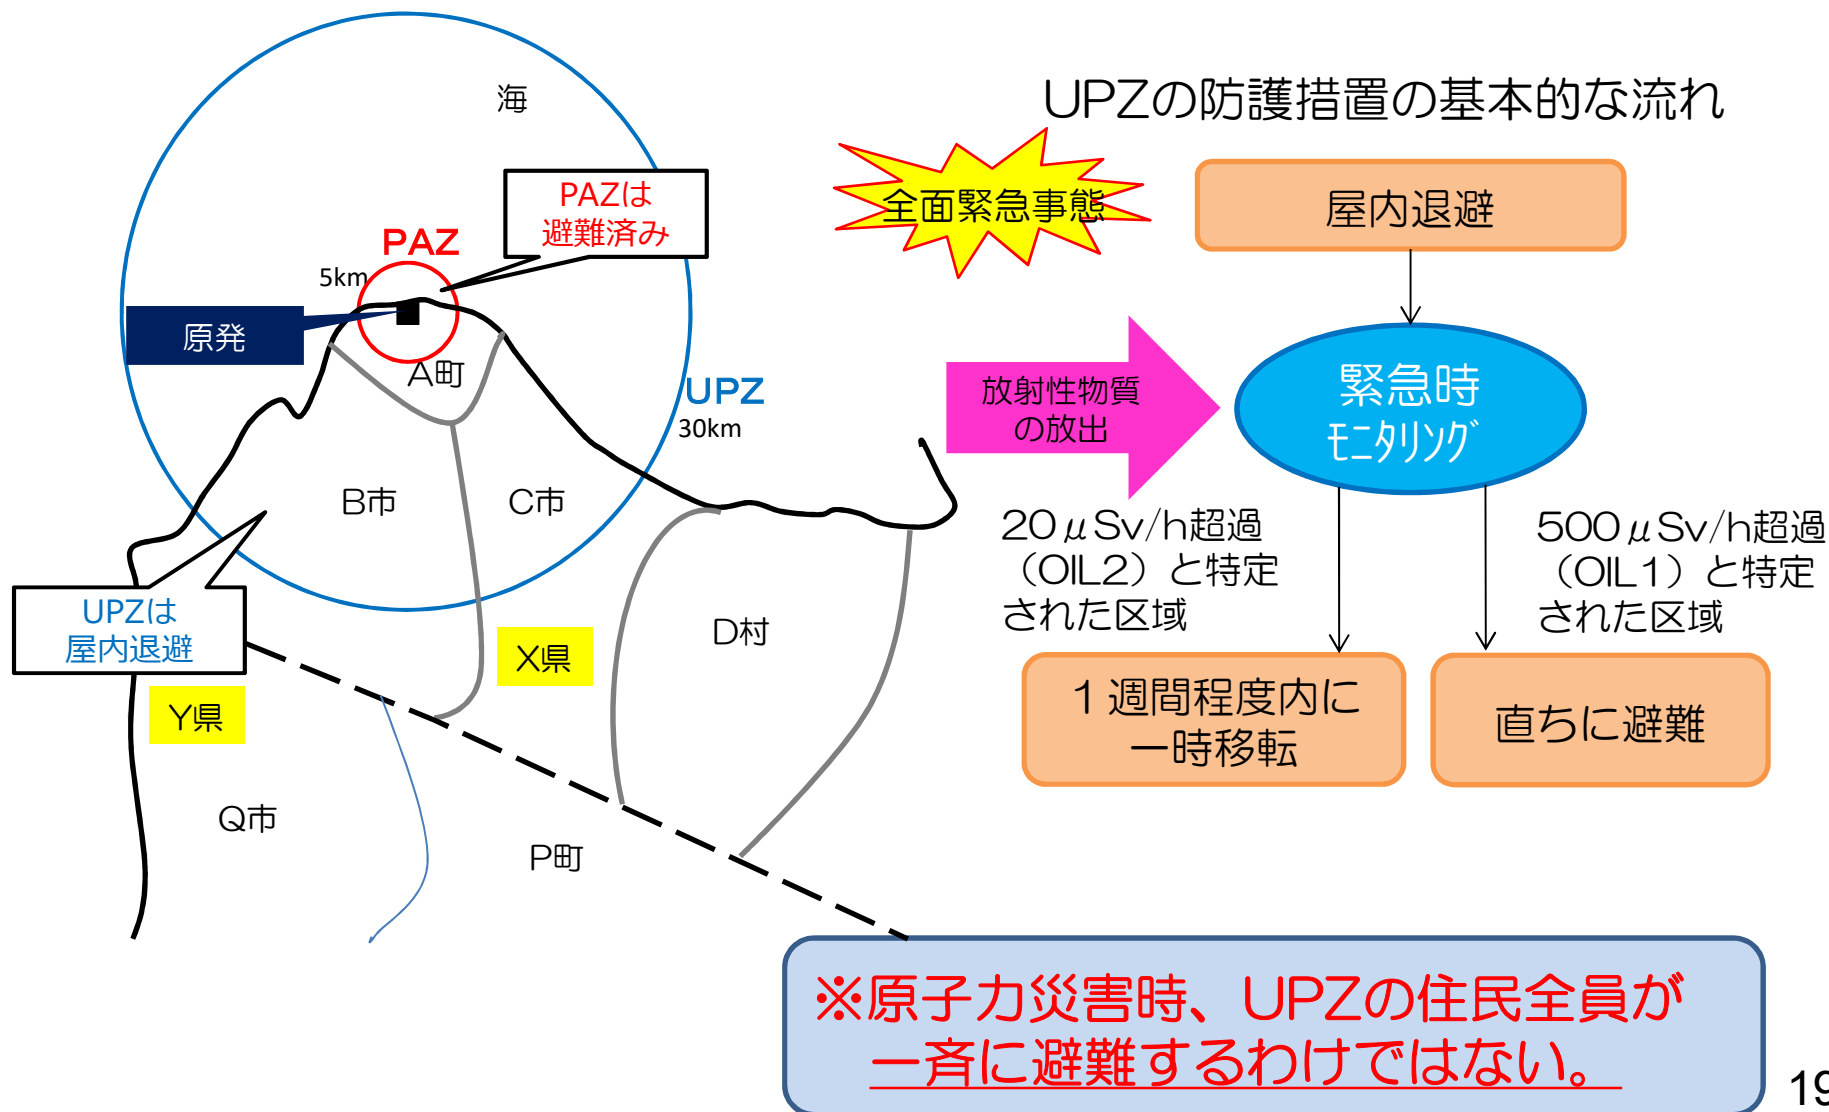 UPZの防護措置の基本的な流れ
海
PAZは
避難済み
PAZ
5km
原発
A町
UPZ
30km
B市
C市
UPZは
屋内退避
D村
X県
Y県
Q市
P町
全面緊急事態
屋内退避
放射性物質
の放出
緊急時
ﾓﾆﾀﾘﾝｸﾞ
20μSv/h超過
（OIL2）と特定
された区域
500μSv/h超過
（OIL1）と特定
された区域
1週間程度内に
一時移転
直ちに避難
※原子力災害時、UPZの住民全員が
一斉に避難するわけではない。
19